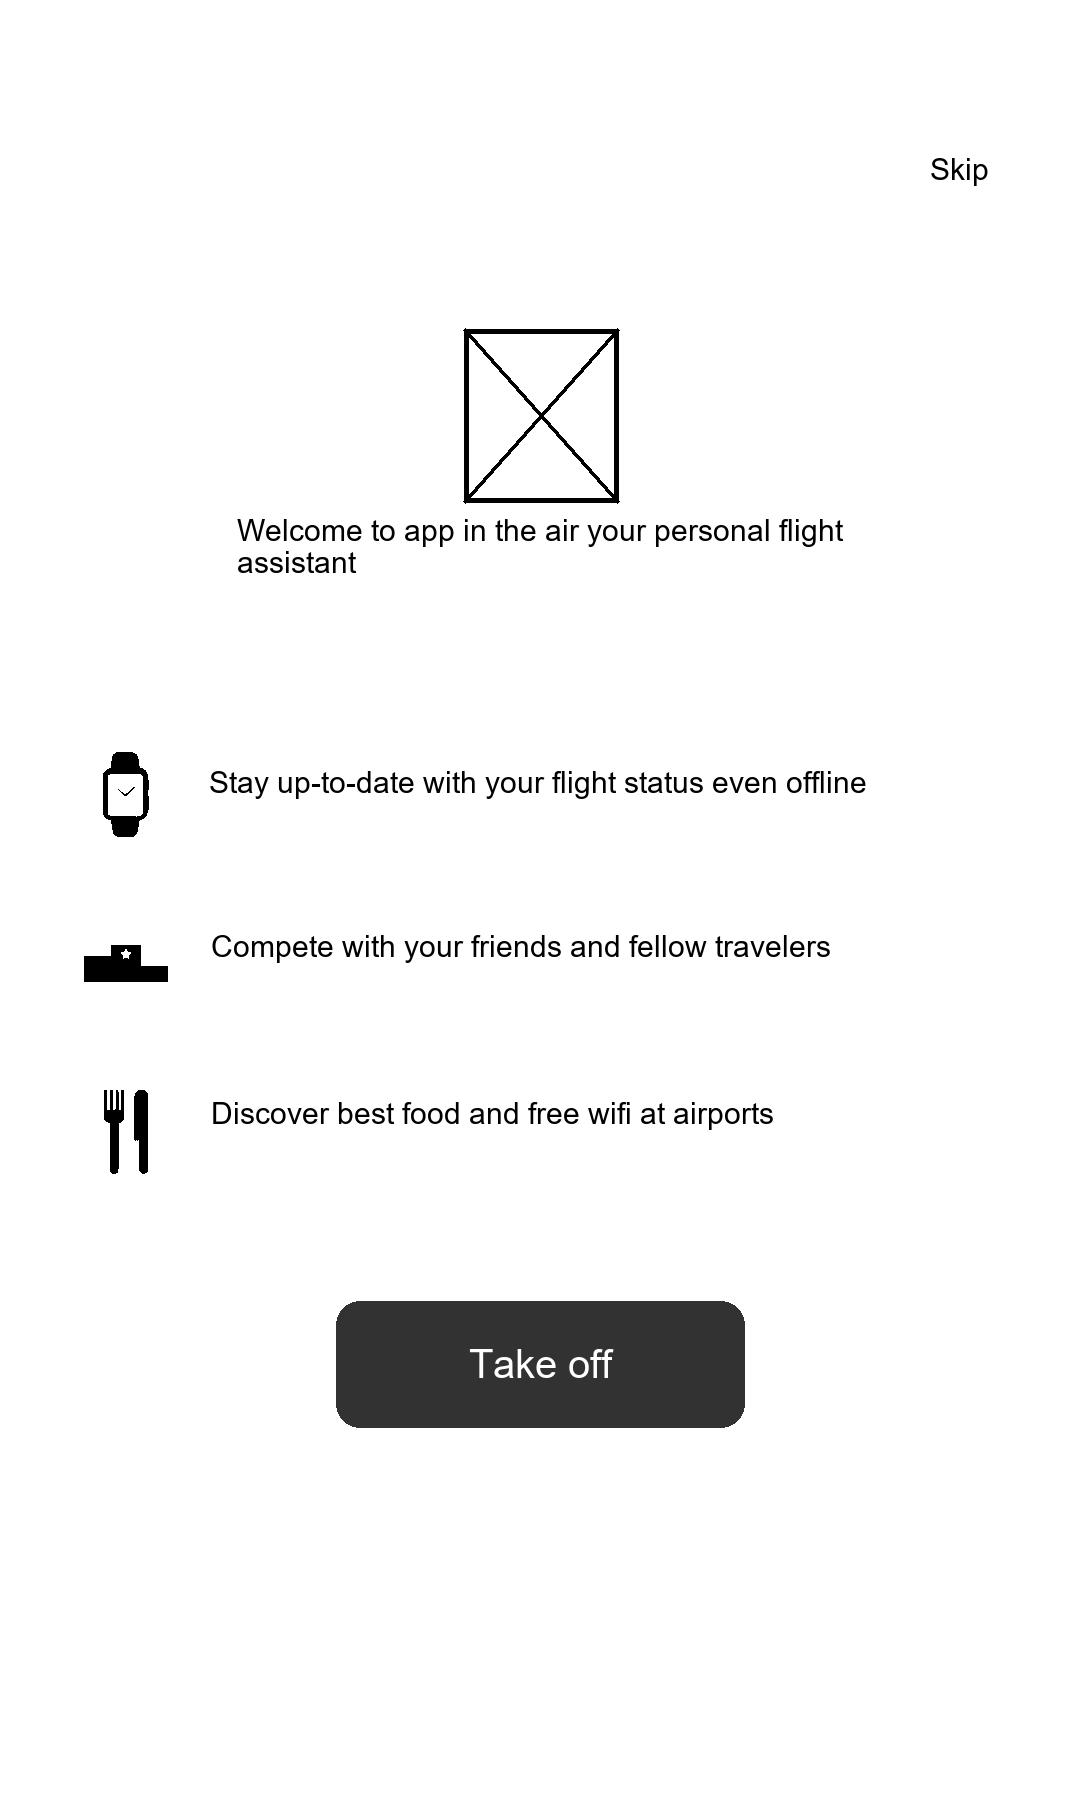 Skip
Welcome to app in the air your personal flight
assistant
Stay up-to-date with your flight status even offline
Compete with your friends and fellow travelers
Discover best food and free wifi at airports
Take off